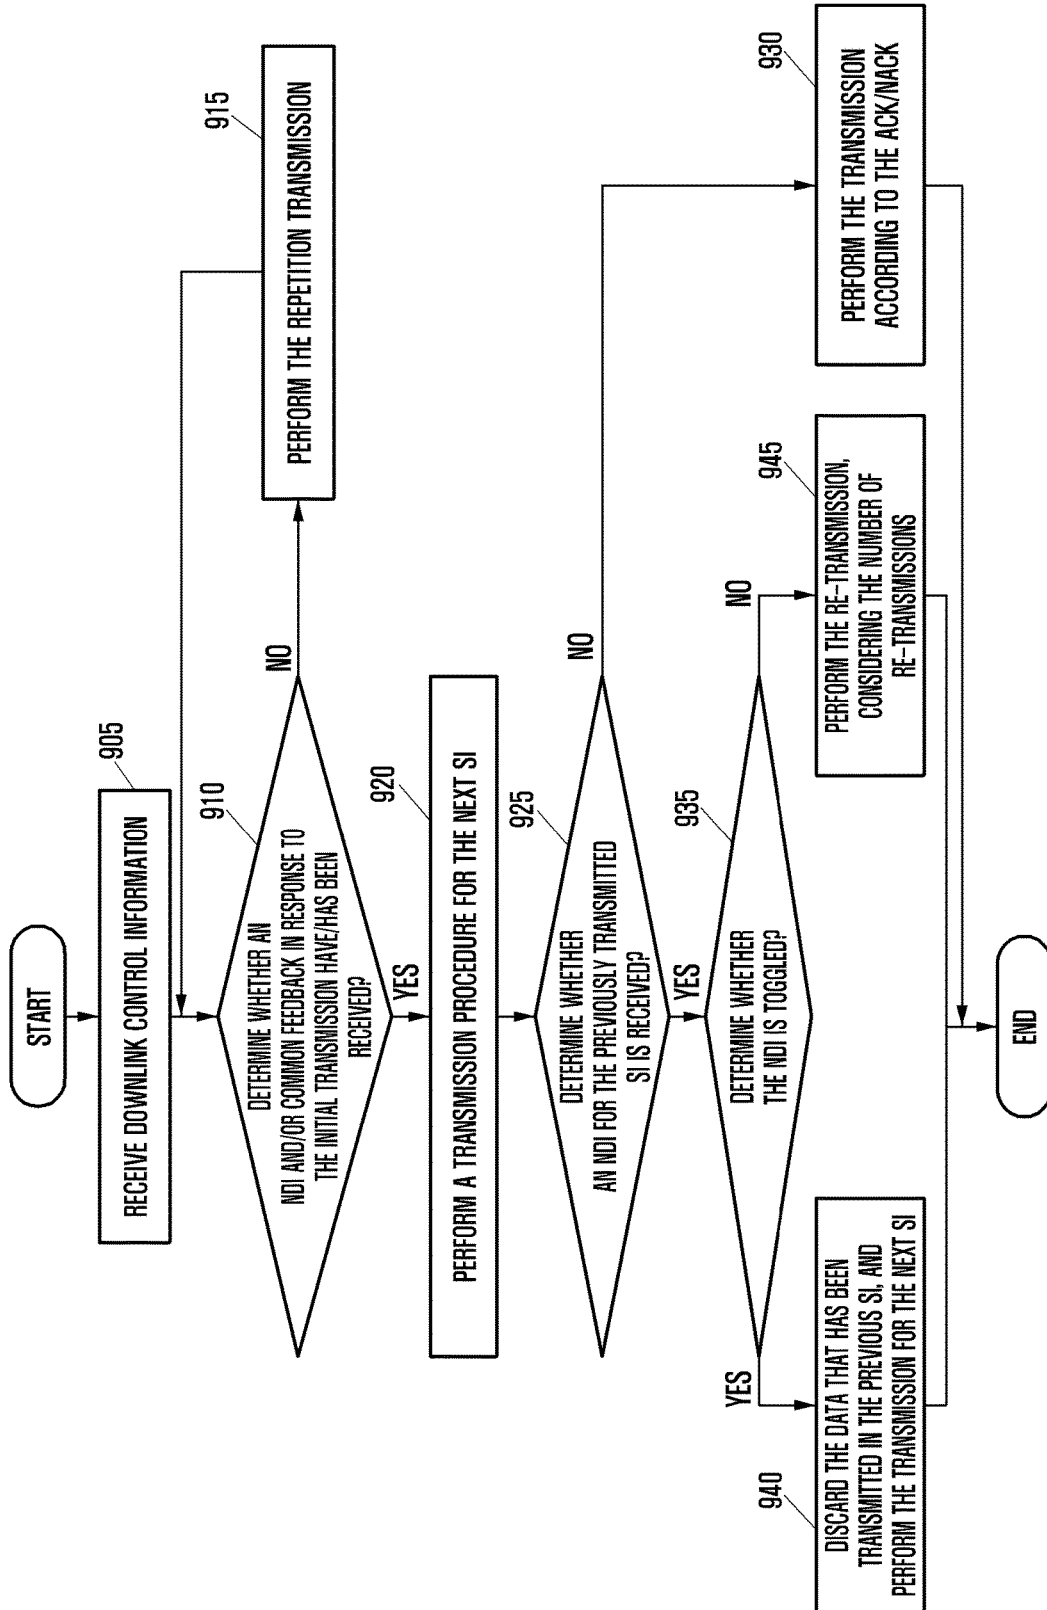 START
905
RECEIVE DOWNLINK CONTROL INFORMATION
910
DETERMINE WHETHER AN
NDI AND/OR COMMON FEEDBACK IN RESPONSE TO
THE INITIAL TRANSMISSION HAVE/HAS BEEN
RECEIVED?
NO
915
PERFORM THE REPETITION TRANSMISSION
YES
920
PERFORM A TRANSMISSION PROCEDURE FOR THE NEXT SI
925
DETERMINE WHETHER
AN NDI FOR THE PREVIOUSLY TRANSMITTED
SI IS RECEIVED?
NO
YES
935
DETERMINE WHETHER
THE NDI IS TOGGLED?
YES
NO
940
DISCARD THE DATA THAT HAS BEEN
TRANSMITTED IN THE PREVIOUS SI, AND
PERFORM THE TRANSMISSION FOR THE NEXT SI
945
PERFORM THE RE-TRANSMISSION,
CONSIDERING THE NUMBER OF
RE-TRANSMISSIONS
930
PERFORM THE TRANSMISSION
ACCORDING TO THE ACK/NACK
END